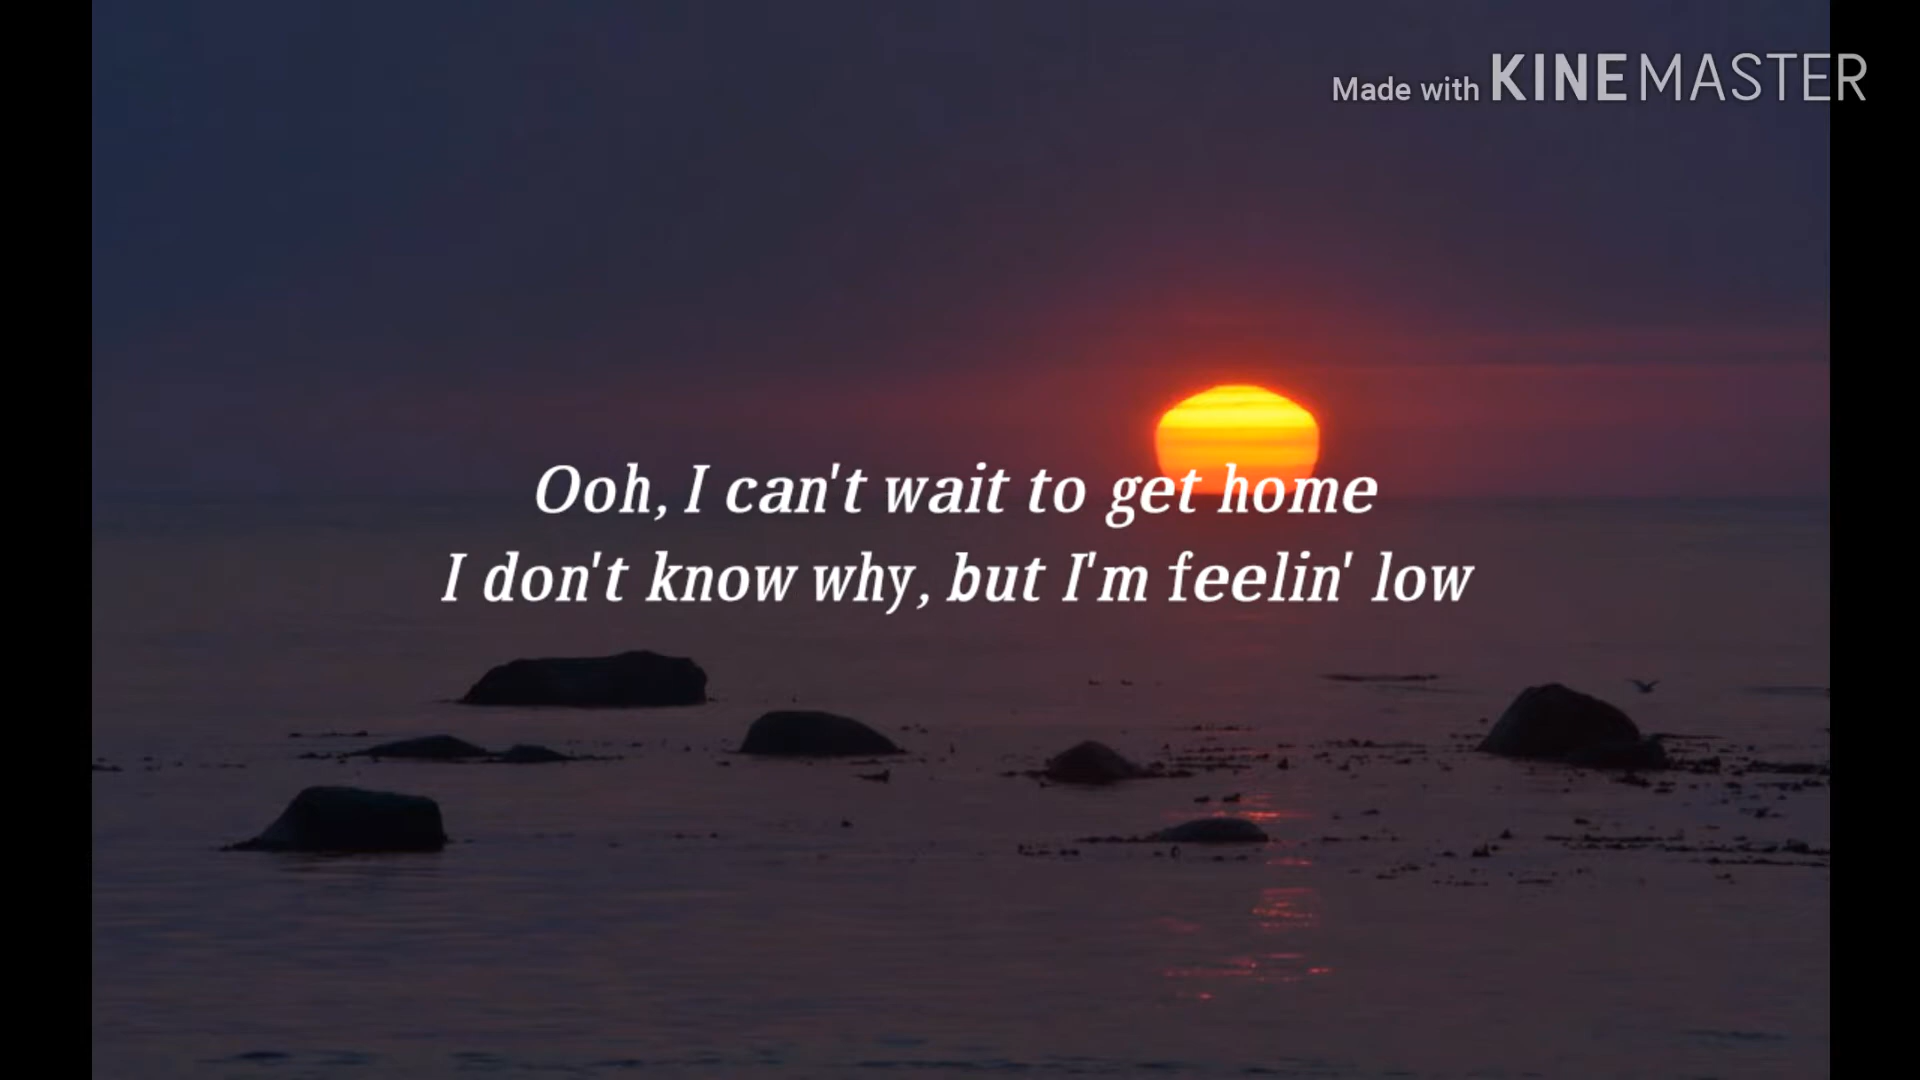 Made with KINEMASTER
Ooh, I can't wait to get home
I don't know why, but I'm feelin' low